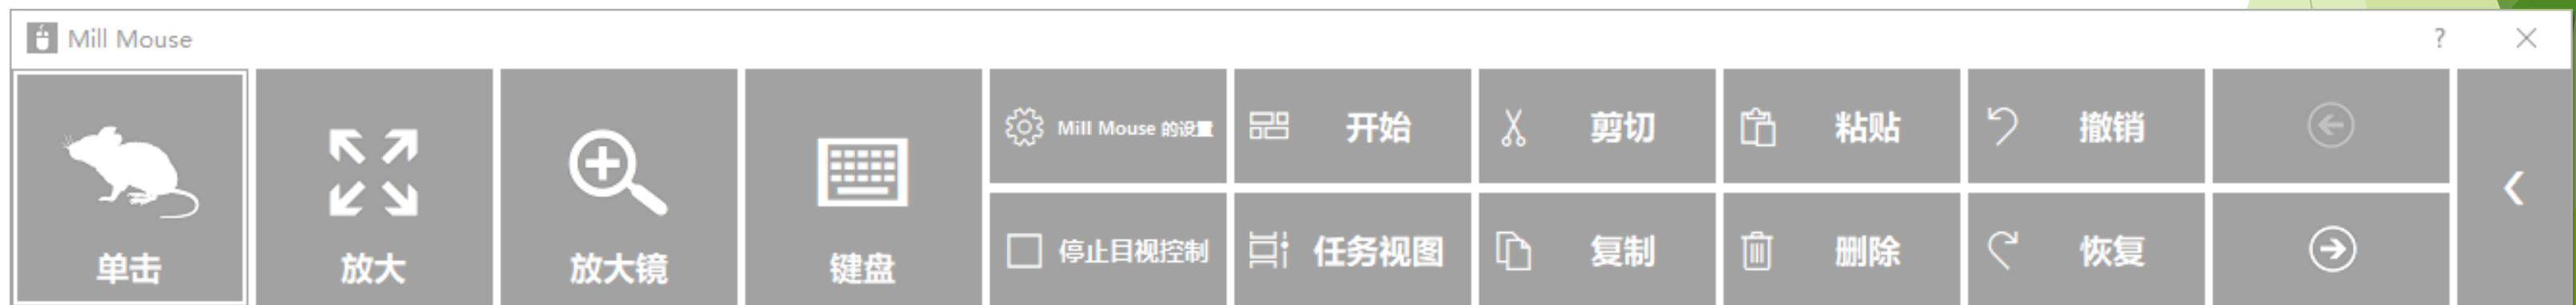 Mill Mouse
?
单击
放大
放大镜
键盘
Mill Mouse 的设置
开始
剪切
粘贴
撤销
停止目视控制
任务视图
复制
删除
恢复